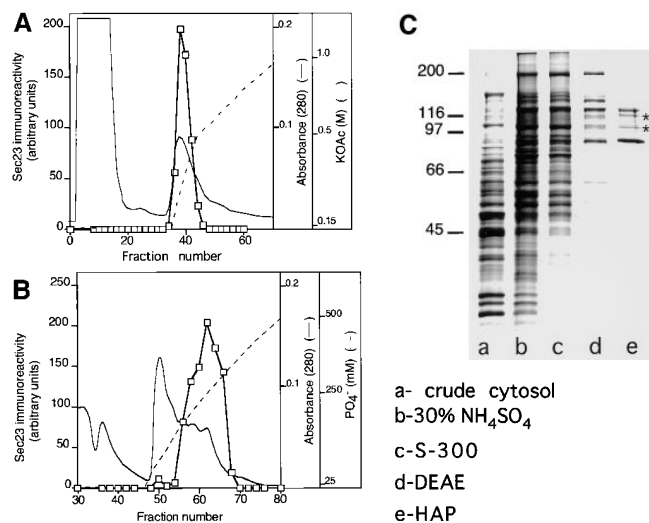 A
Sec23 immunoreactivity
(arbitrary units)
200
150
100
50
0
0.2
0.1
Absorbance (280) (—)
1.0
0.5
0.15
KOAc (M) ( )
0 20 40 60
Fraction number
B
Sec23 immunoreactivity
(arbitrary units)
250
200
150
100
50
0
0.2
0.1
Absorbance (280) (—)
500
250
25
PO4- (mM) ( - )
30 40 50 60 70 80
Fraction number
C
200
116
97
66
45
*
*
a b c d e
a- crude cytosol
b-30% NH4SO4
c-S-300
d-DEAE
e-HAP